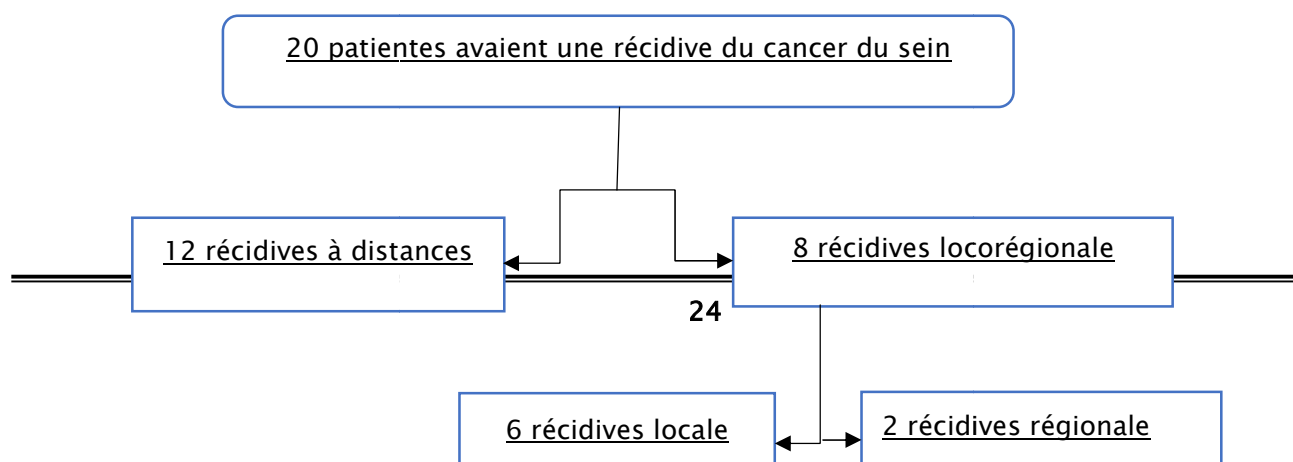 20 patientes avaient une récidive du cancer du sein
12 récidives à distances
8 récidives locorégionale
24
6 récidives locale
2 récidives régionale